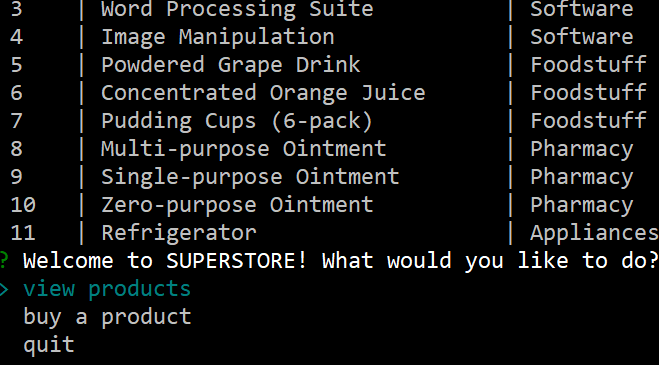 3    | Word Processing Suite          | Software
4    | Image Manipulation             | Software
5    | Powdered Grape Drink           | Foodstuff
6    | Concentrated Orange Juice      | Foodstuff
7    | Pudding Cups (6-pack)          | Foodstuff
8    | Multi-purpose Ointment         | Pharmacy
9    | Single-purpose Ointment        | Pharmacy
10   | Zero-purpose Ointment          | Pharmacy
11   | Refrigerator                   | Appliances
? Welcome to SUPERSTORE! What would you like to do?
> view products
  buy a product
  quit